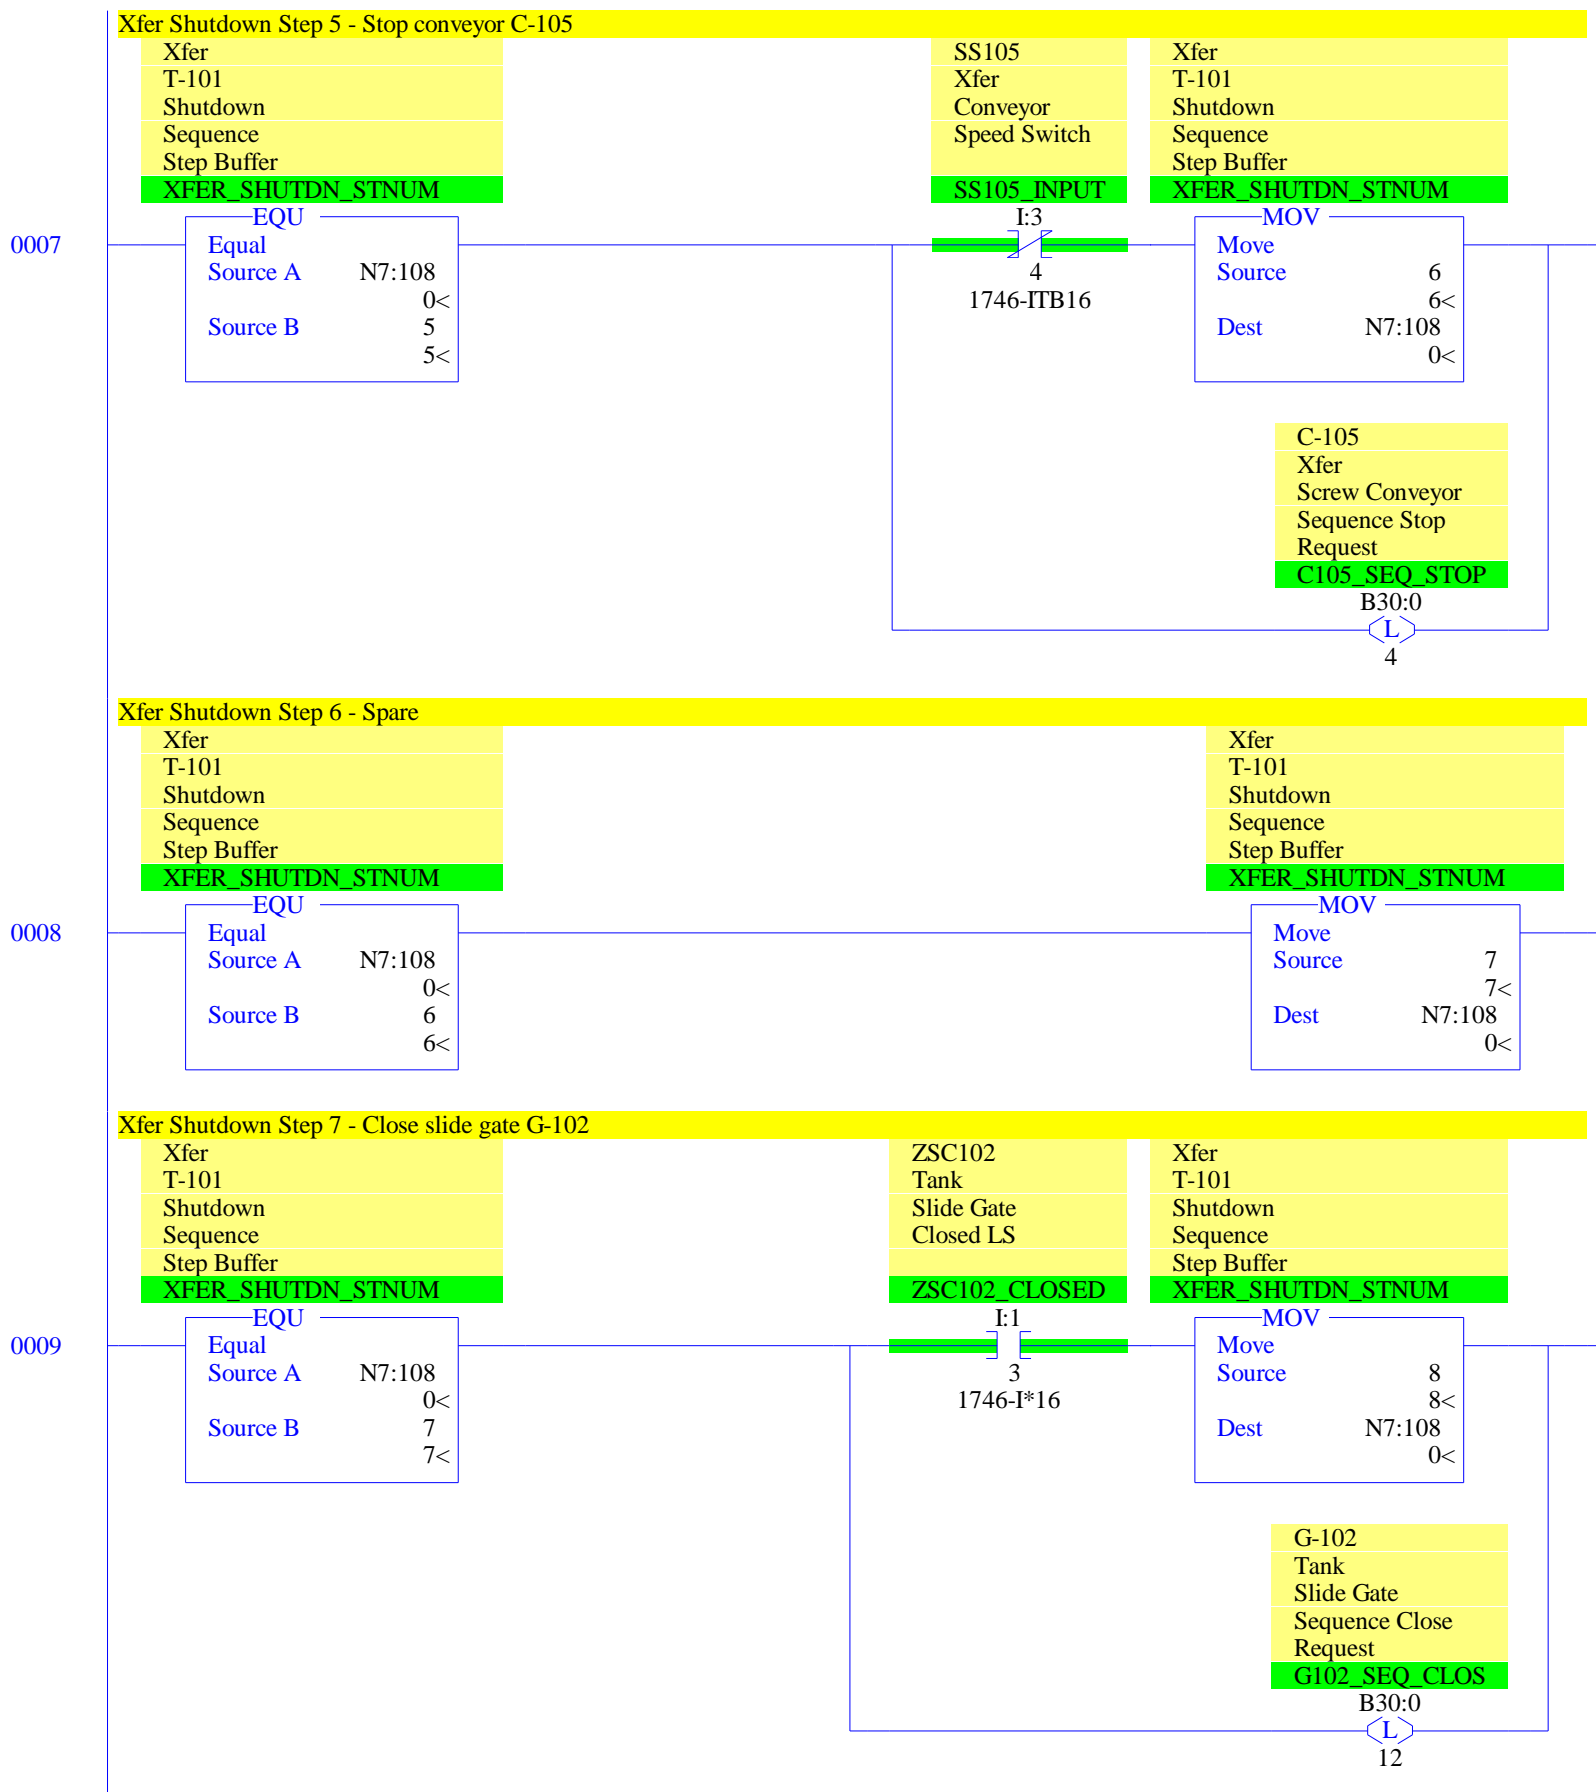 Xfer Shutdown Step 5 - Stop conveyor C-105
Xfer
T-101
Shutdown
Sequence
Step Buffer
XFER_SHUTDN_STNUM
SS105
Xfer
Conveyor
Speed Switch
SS105_INPUT
Xfer
T-101
Shutdown
Sequence
Step Buffer
XFER_SHUTDN_STNUM
0007
EQU
Equal
Source A N7:108
0<
Source B 5
5<
I:3
4
1746-ITB16
MOV
Move
Source 6
6<
Dest N7:108
0<
C-105
Xfer
Screw Conveyor
Sequence Stop
Request
C105_SEQ_STOP
B30:0
L
4
Xfer Shutdown Step 6 - Spare
Xfer
T-101
Shutdown
Sequence
Step Buffer
XFER_SHUTDN_STNUM
Xfer
T-101
Shutdown
Sequence
Step Buffer
XFER_SHUTDN_STNUM
0008
EQU
Equal
Source A N7:108
0<
Source B 6
6<
MOV
Move
Source 7
7<
Dest N7:108
0<
Xfer Shutdown Step 7 - Close slide gate G-102
Xfer
T-101
Shutdown
Sequence
Step Buffer
XFER_SHUTDN_STNUM
ZSC102
Tank
Slide Gate
Closed LS
ZSC102_CLOSED
Xfer
T-101
Shutdown
Sequence
Step Buffer
XFER_SHUTDN_STNUM
0009
EQU
Equal
Source A N7:108
0<
Source B 7
7<
I:1
3
1746-I*16
MOV
Move
Source 8
8<
Dest N7:108
0<
G-102
Tank
Slide Gate
Sequence Close
Request
G102_SEQ_CLOS
B30:0
L
12